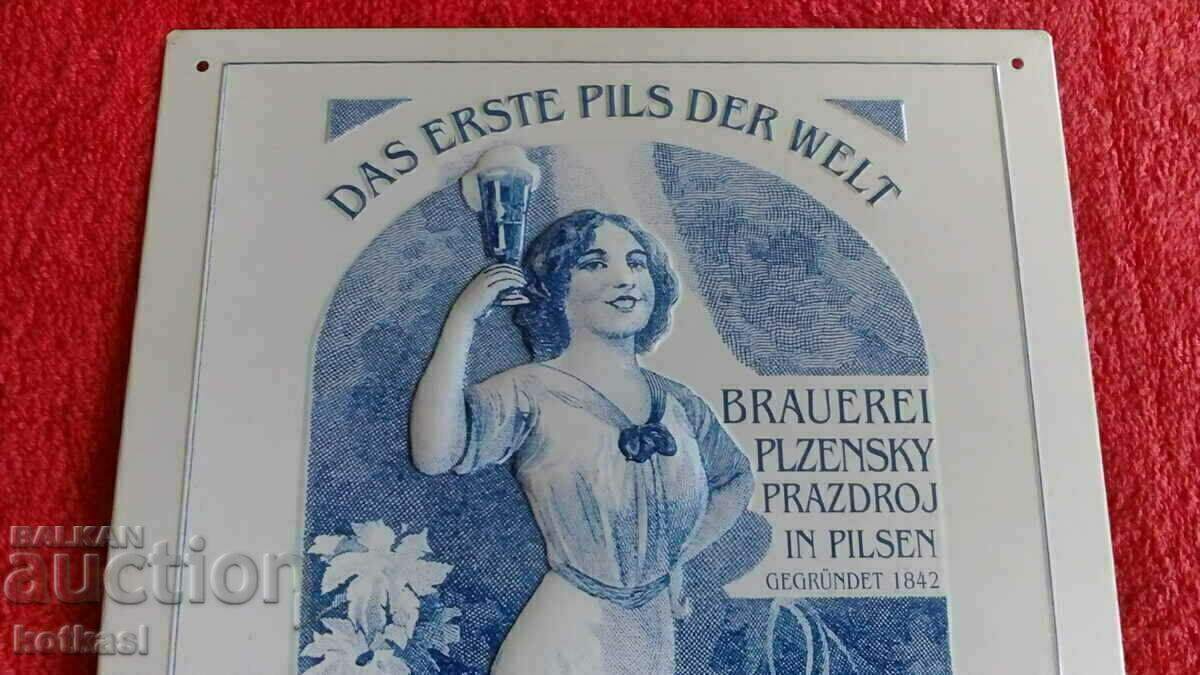 DAS ERSTE PILS DER WELT
BRAUEREI
PLZENSKY
PRAZDROJ
IN PILSEN
GEGRÜNDET 1842
BALKAN
auction
kotkasl